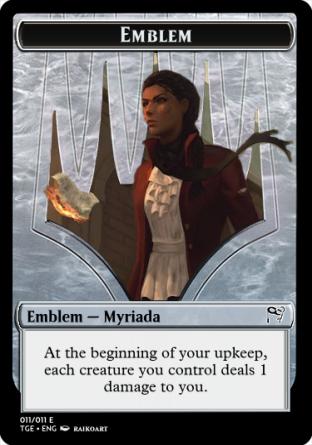 EMBLEM
Emblem — Myriada
At the beginning of your upkeep,
each creature you control deals 1
damage to you.
011/011 E
TGE • ENG RAIKOART